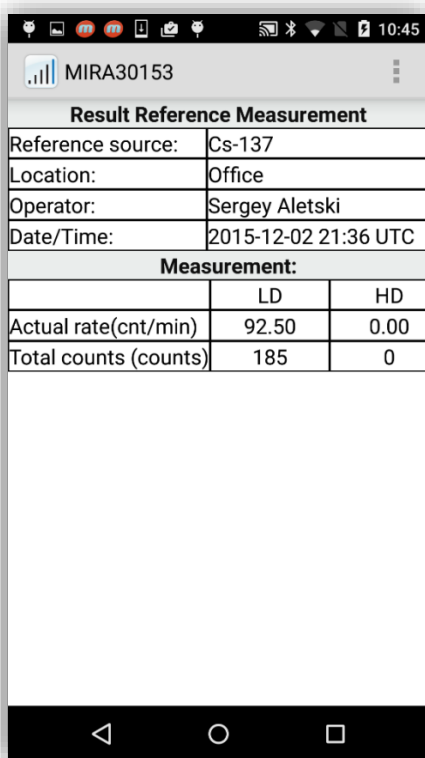 10:45
MIRA30153
Result Reference Measurement
Reference source: Cs-137
Location: Office
Operator: Sergey Aletski
Date/Time: 2015-12-02 21:36 UTC
Measurement:
LD HD
Actual rate(cnt/min) 92.50 0.00
Total counts (counts) 185 0